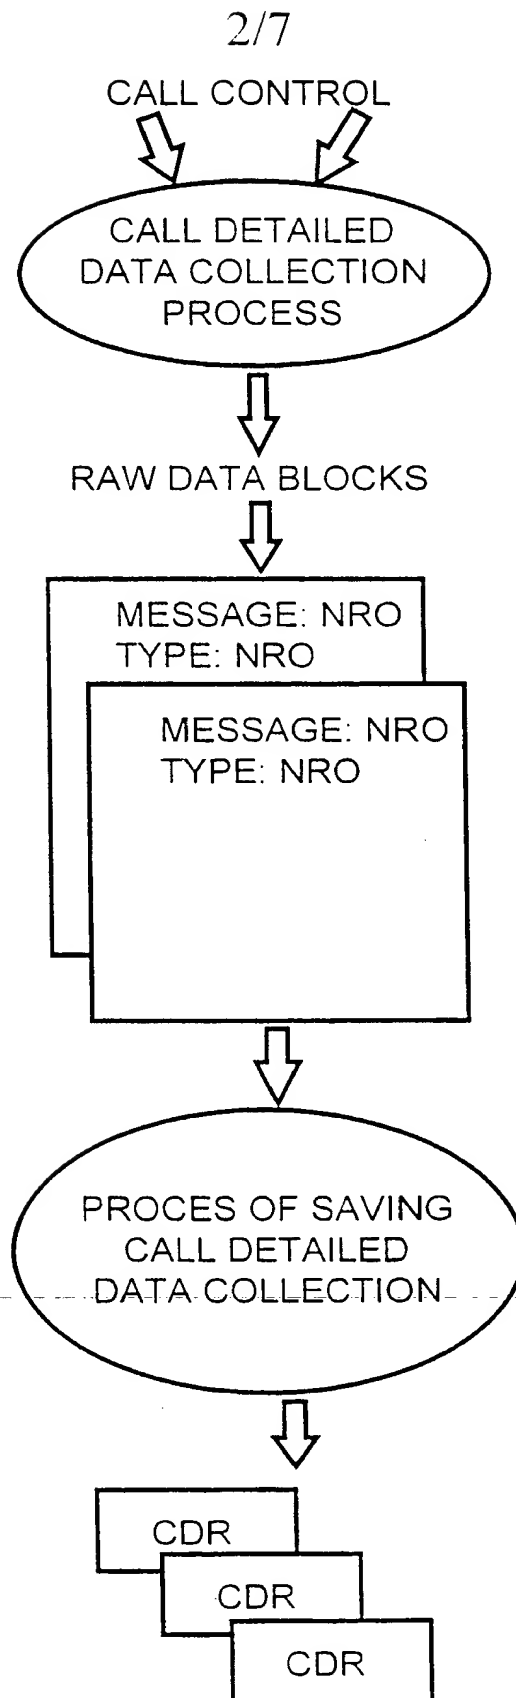 2/7
CALL CONTROL
CALL DETAILED
DATA COLLECTION
PROCESS
RAW DATA BLOCKS
MESSAGE: NRO
TYPE: NRO
MESSAGE: NRO
TYPE: NRO
PROCES OF SAVING
CALL DETAILED
DATA COLLECTION
CDR
CDR
CDR